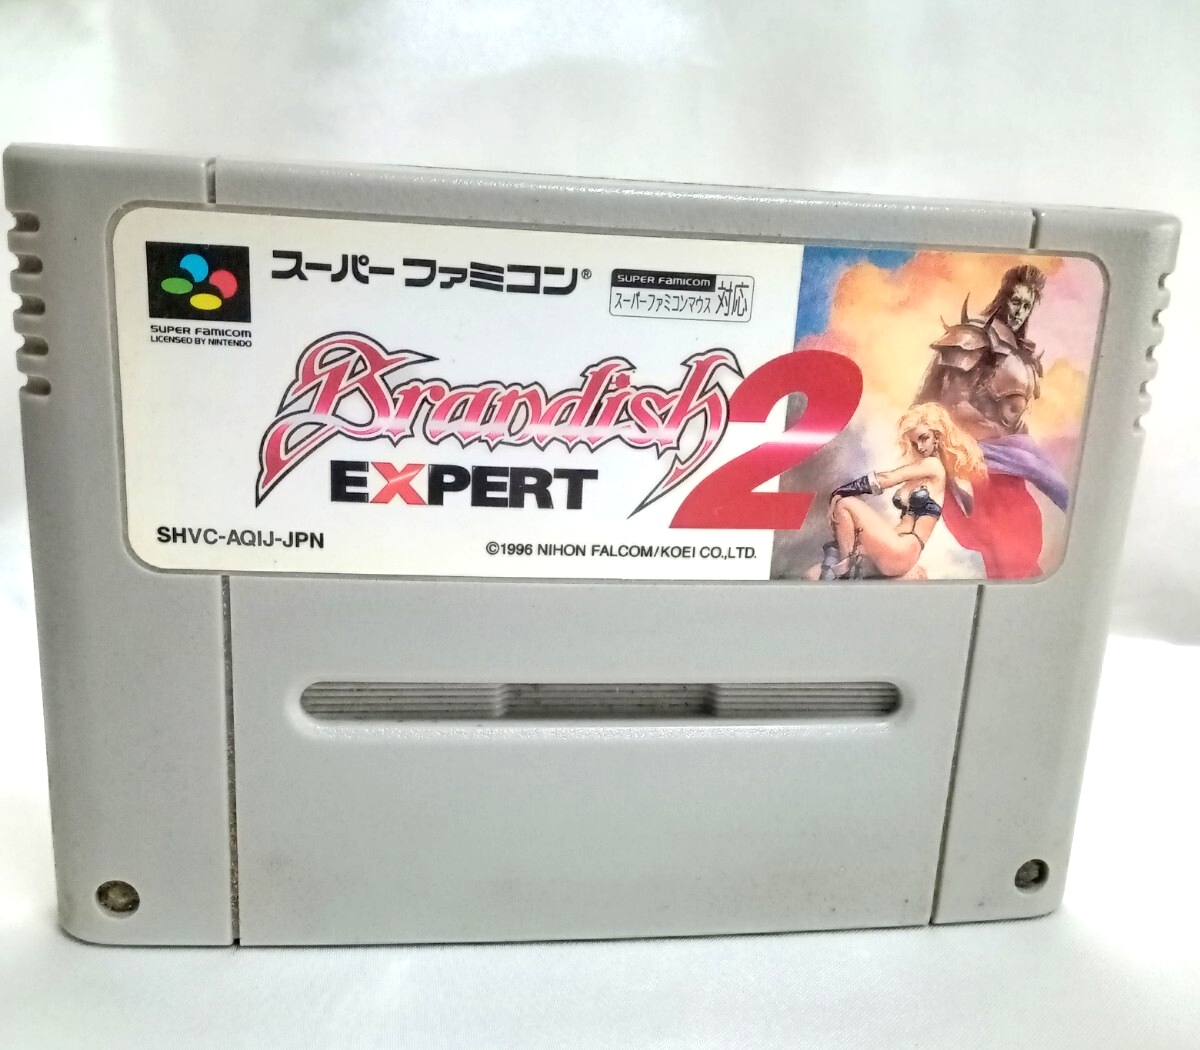 スーパーファミコン®
SUPER FAMICOM
スーパーファミコンマウス 対応
SUPER FAMICOM
LICENSED BY NINTENDO
Brandish 2
EXPERT
SHVC-AQIJ-JPN
©1996 NIHON FALCOM/KOEI CO.,LTD.